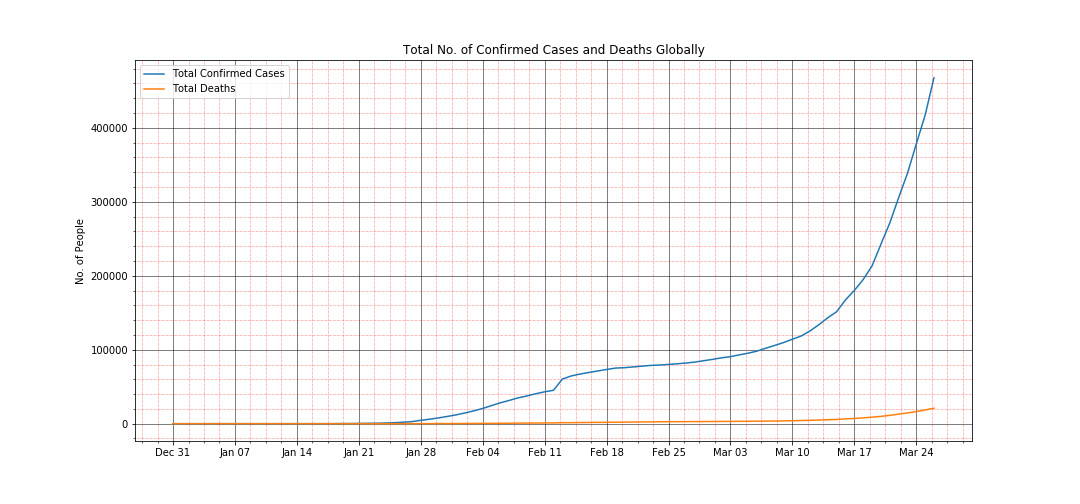 Total No. of Confirmed Cases and Deaths Globally
Total Confirmed Cases
Total Deaths
400000
300000
200000
100000
0
No. of People
Dec 31 Jan 07 Jan 14 Jan 21 Jan 28 Feb 04 Feb 11 Feb 18 Feb 25 Mar 03 Mar 10 Mar 17 Mar 24